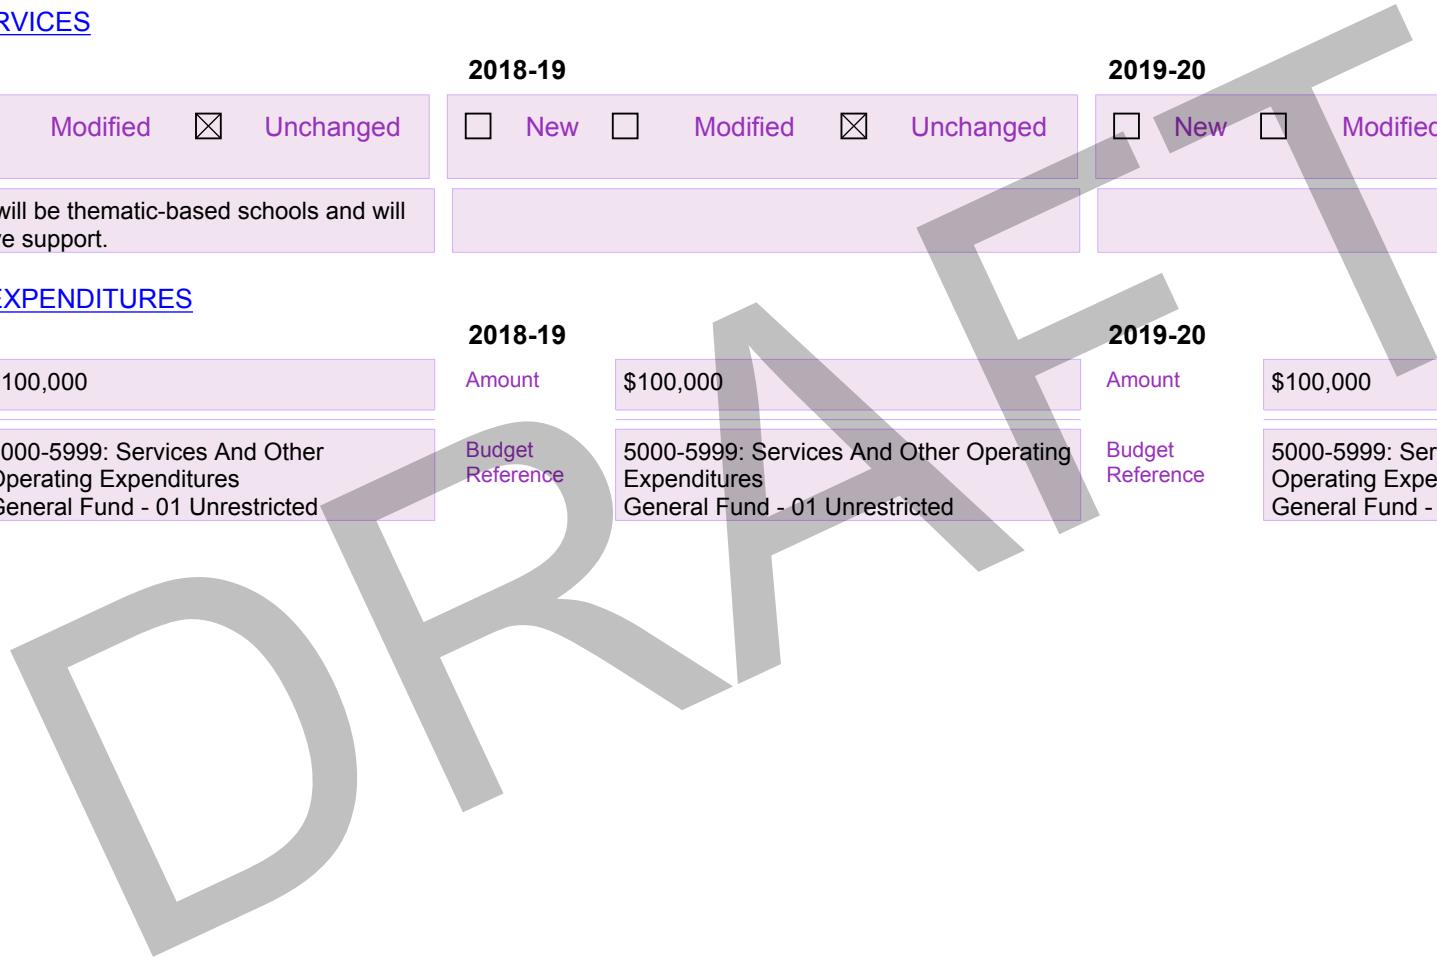 RVICES
2018-19 2019-20
Modified ☒ Unchanged ☐ New ☐ Modified ☒ Unchanged ☐ New ☐ Modified
will be thematic-based schools and will
ve support.
EXPENDITURES
2018-19 2019-20
100,000 Amount $100,000 Amount $100,000
000-5999: Services And Other
Operating Expenditures
General Fund - 01 Unrestricted
Budget
Reference
5000-5999: Services And Other Operating
Expenditures
General Fund - 01 Unrestricted
Budget
Reference
5000-5999: Ser
Operating Expe
General Fund -
DRAFT